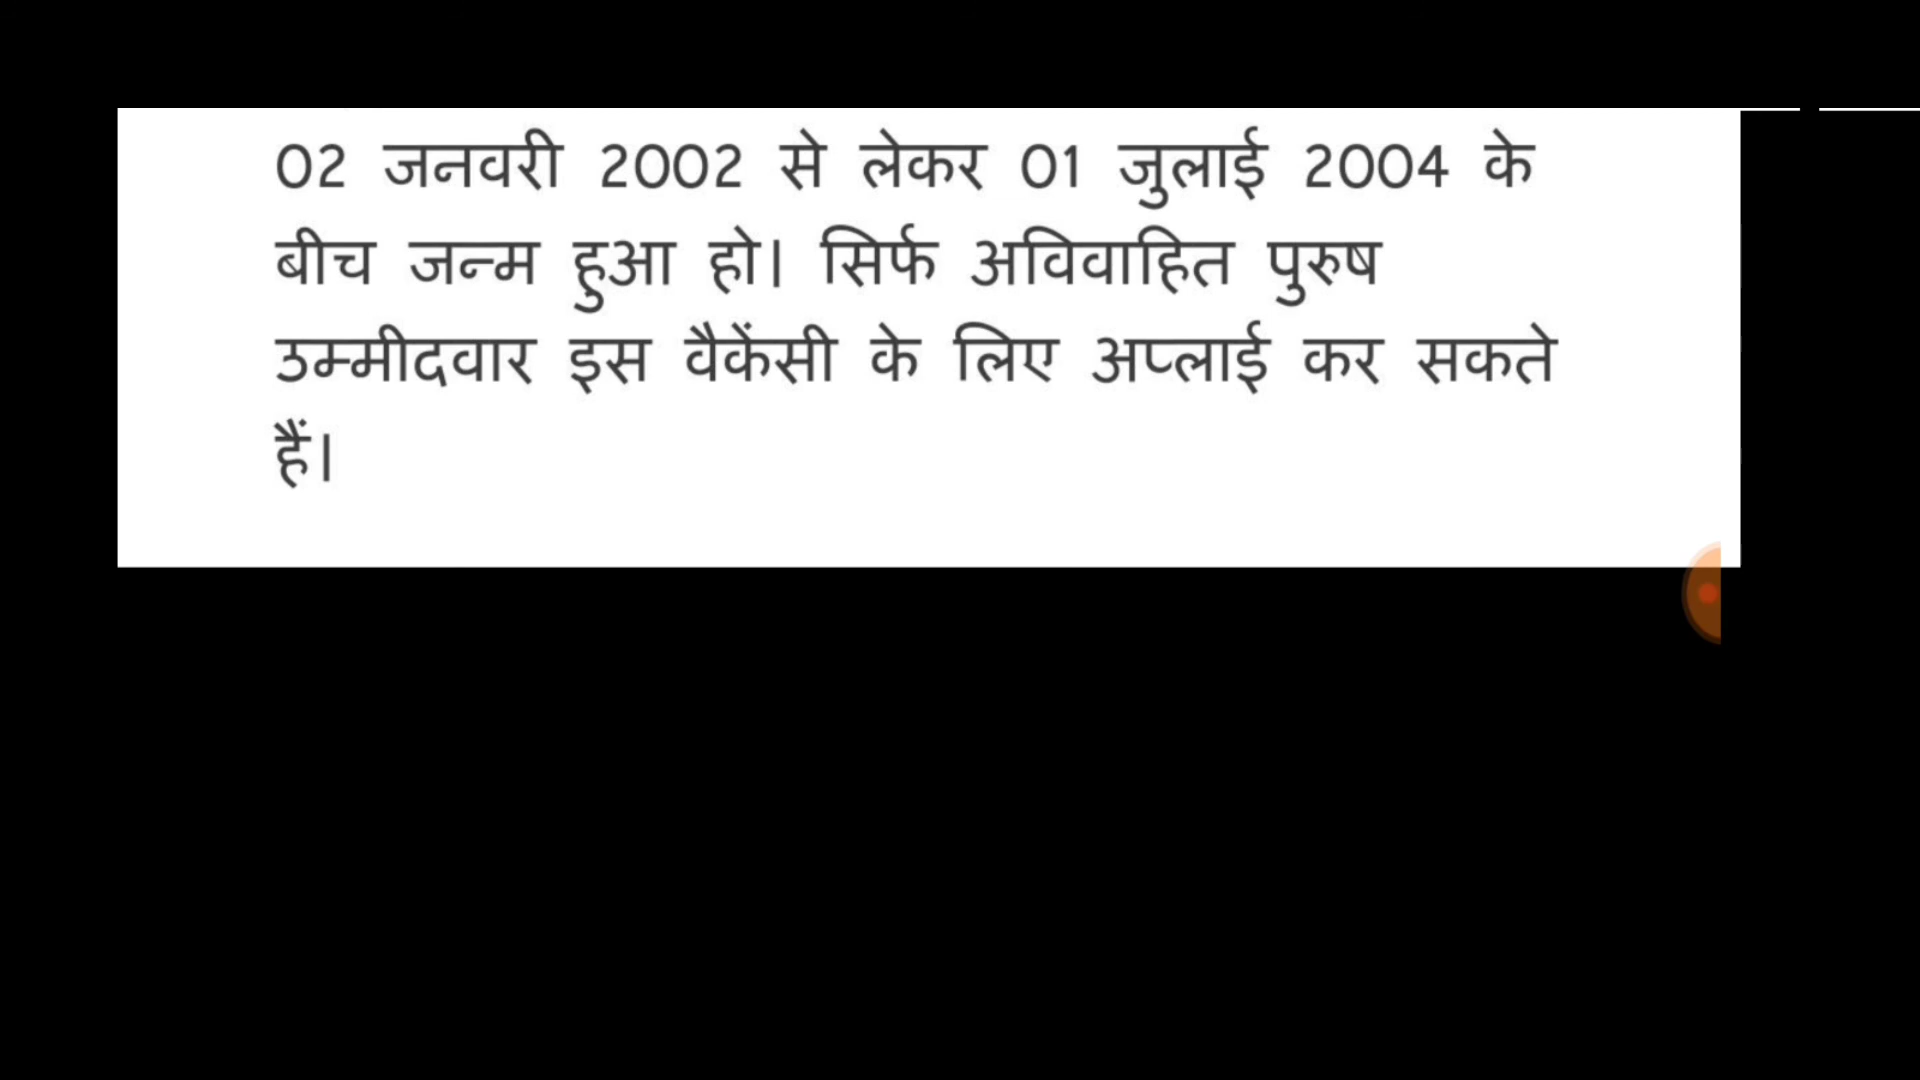 02 जनवरी 2002 से लेकर 01 जुलाई 2004 के
बीच जन्म हुआ हो। सिर्फ अविवाहित पुरुष
उम्मीदवार इस वैकेंसी के लिए अप्लाई कर सकते
हैं।